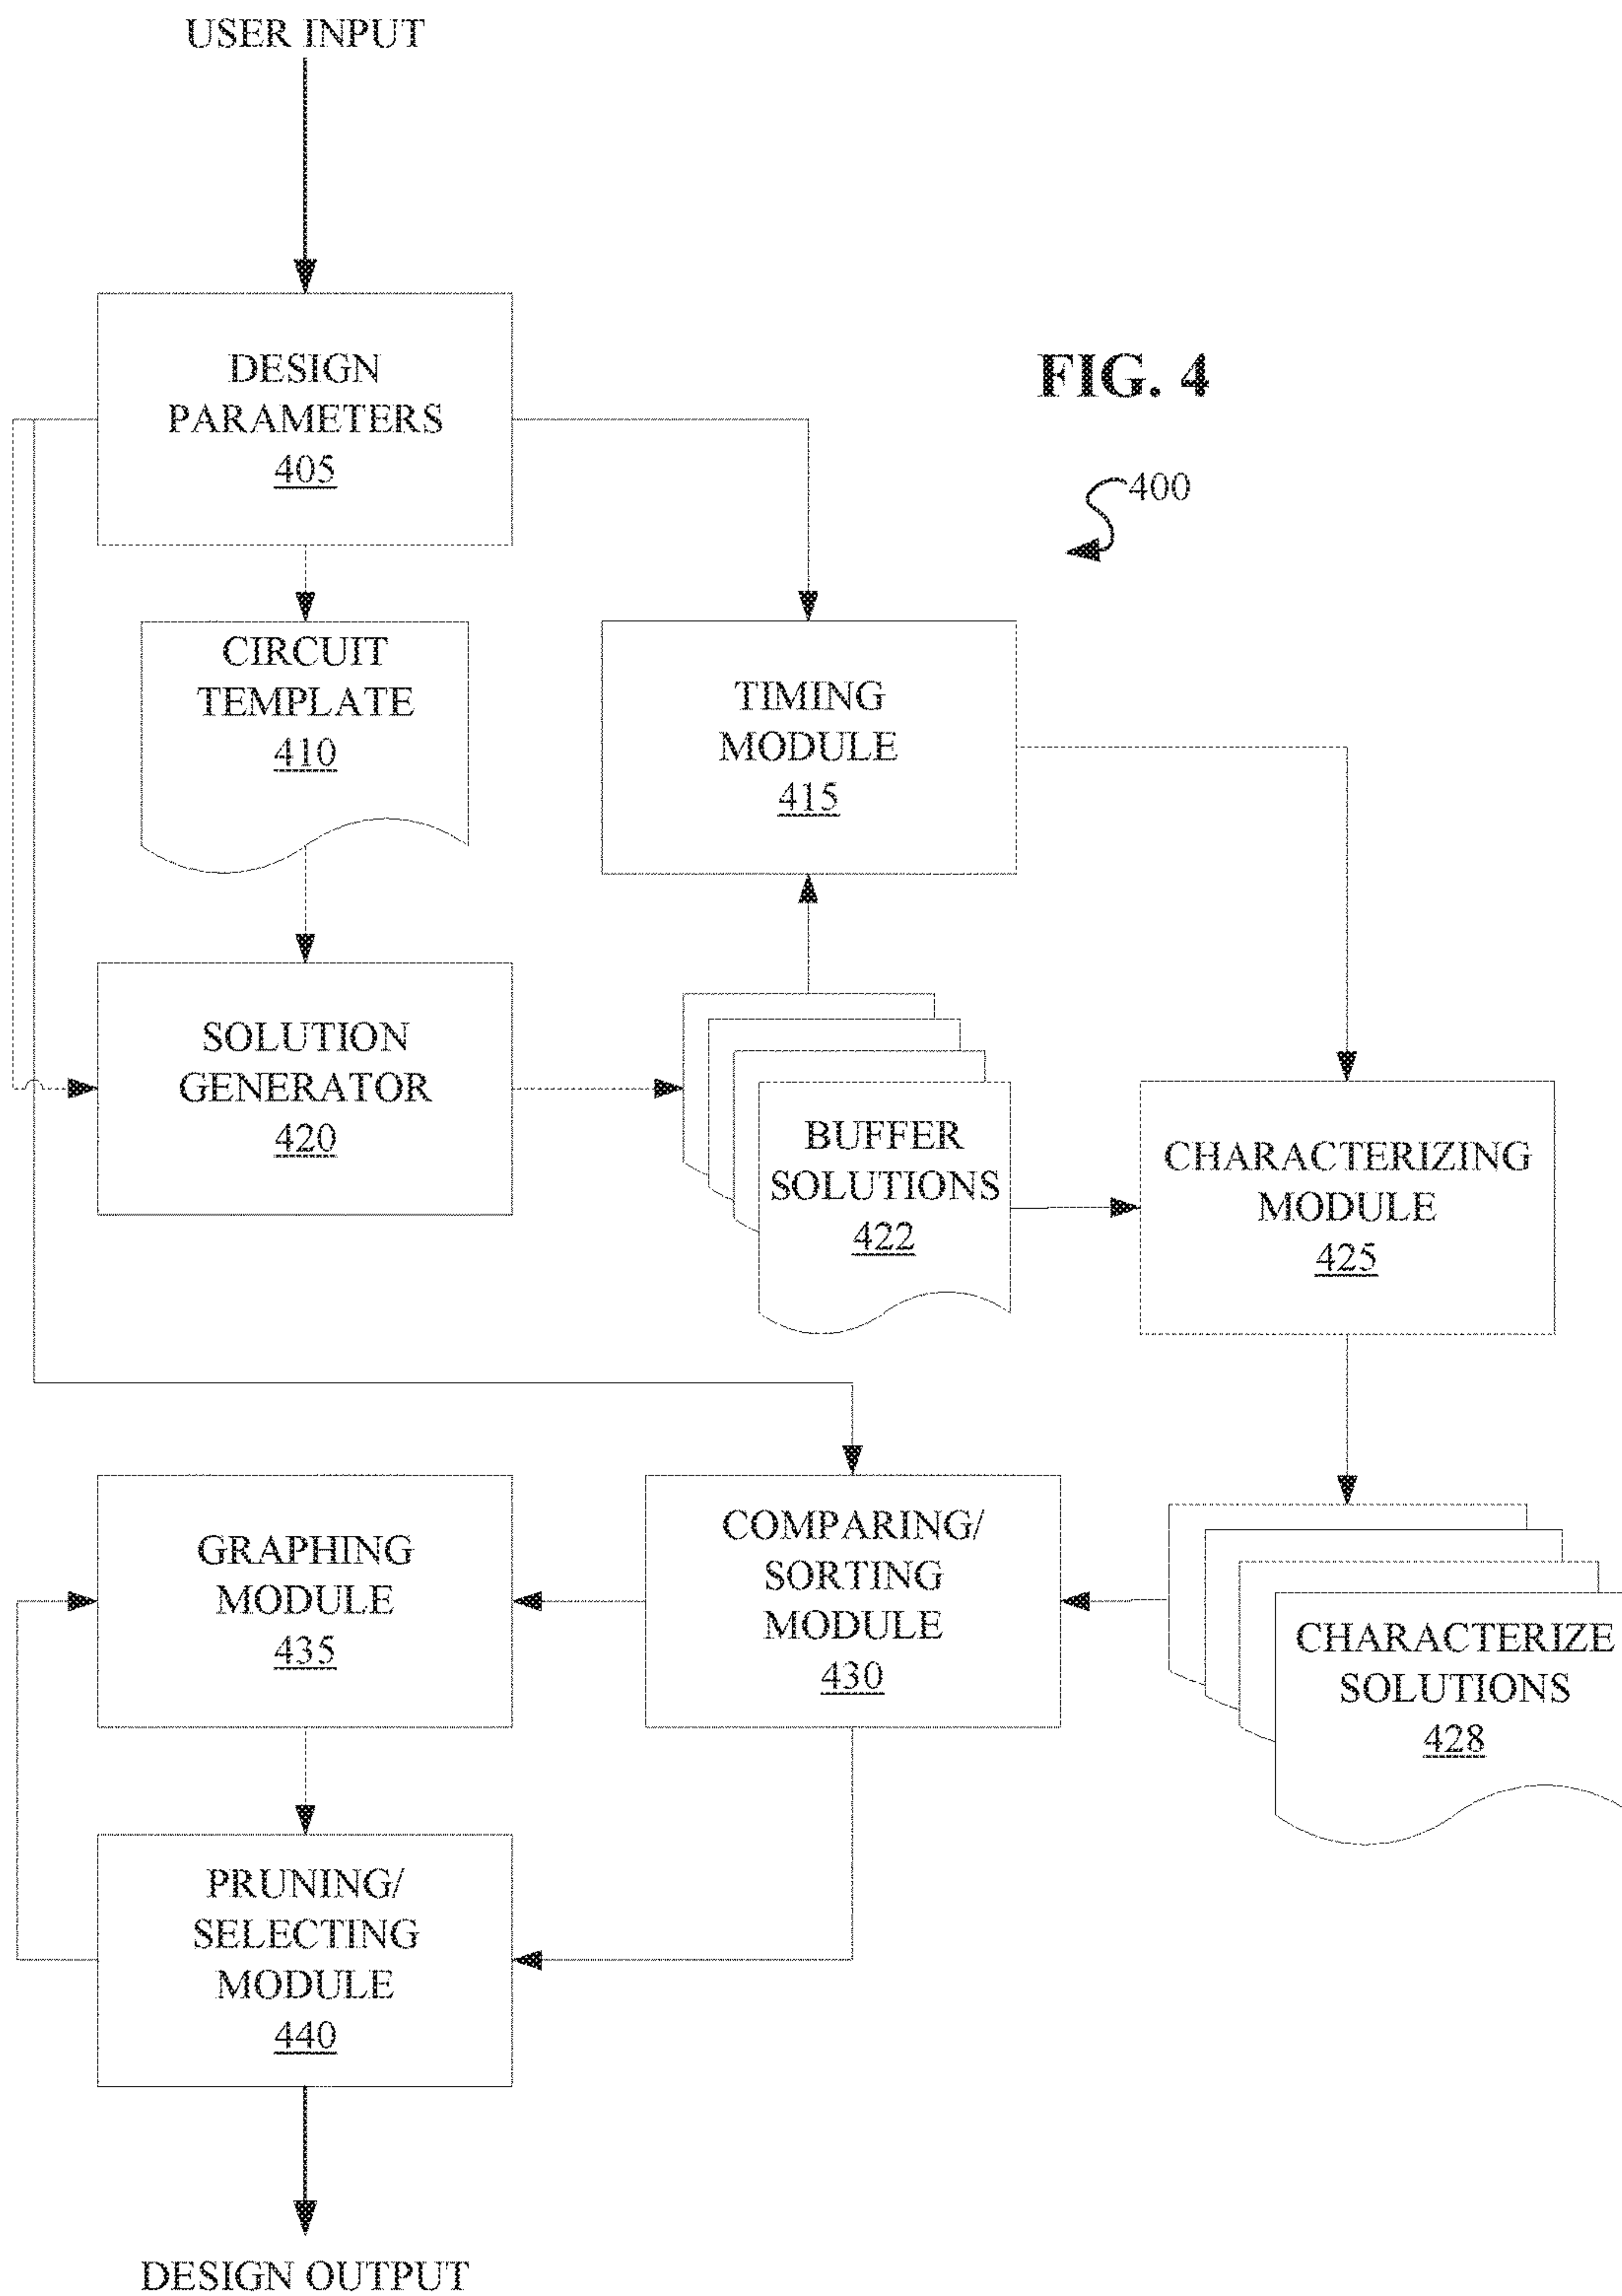 USER INPUT
DESIGN
PARAMETERS
405
FIG. 4
400
CIRCUIT
TEMPLATE
410
TIMING
MODULE
415
SOLUTION
GENERATOR
420
BUFFER
SOLUTIONS
422
CHARACTERIZING
MODULE
425
GRAPHING
MODULE
435
COMPARING/
SORTING
MODULE
430
CHARACTERIZE
SOLUTIONS
428
PRUNING/
SELECTING
MODULE
440
DESIGN OUTPUT